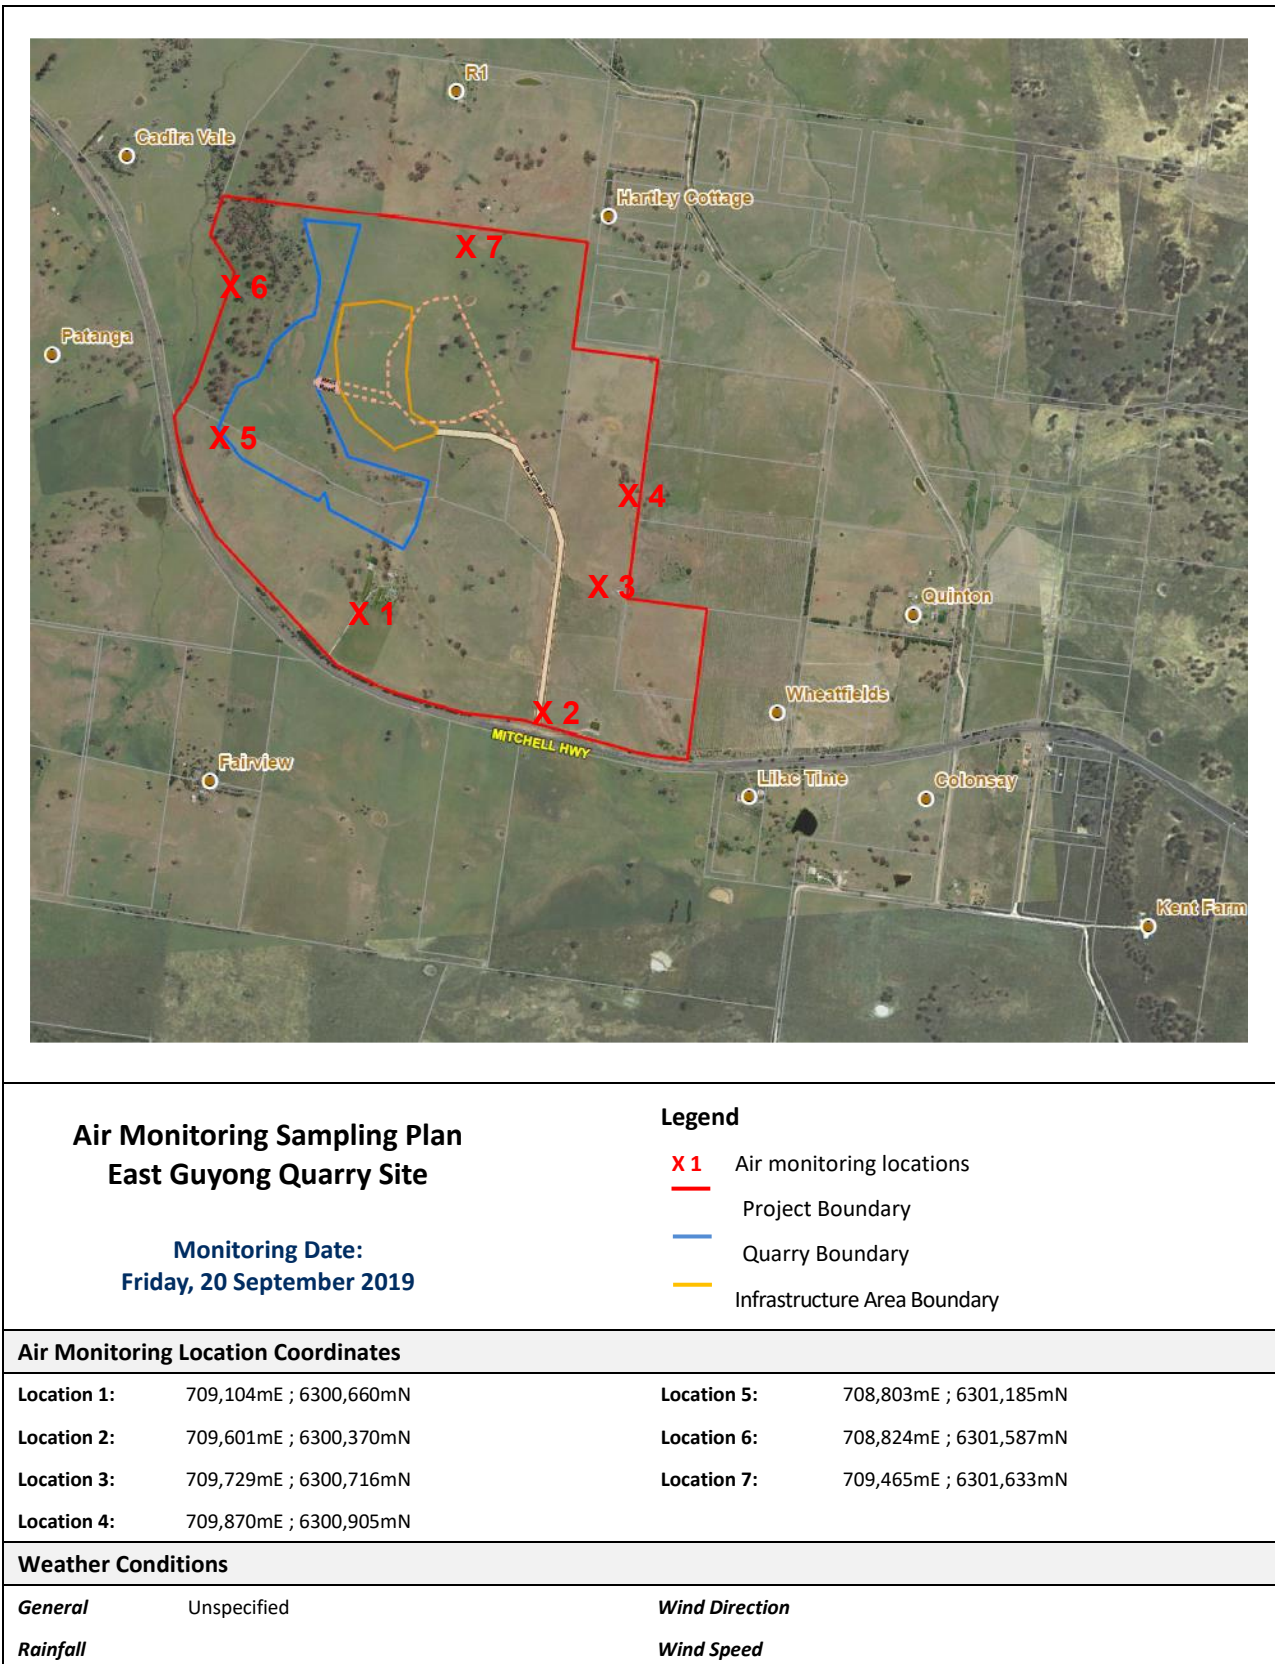 R1
Cadira Vale
Hartley Cottage
X 7
X 6
Patanga
X 5
X 4
X 3
Quinton
X 1
Wheatfields
X 2
MITCHELL HWY
Fairview
Lilac Time
Colonsay
Kent Farm
Air Monitoring Sampling Plan
East Guyong Quarry Site
Monitoring Date:
Friday, 20 September 2019
Legend
X 1 Air monitoring locations
Project Boundary
Quarry Boundary
Infrastructure Area Boundary
Air Monitoring Location Coordinates
Location 1: 709,104mE ; 6300,660mN
Location 5: 708,803mE ; 6301,185mN
Location 2: 709,601mE ; 6300,370mN
Location 6: 708,824mE ; 6301,587mN
Location 3: 709,729mE ; 6300,716mN
Location 7: 709,465mE ; 6301,633mN
Location 4: 709,870mE ; 6300,905mN
Weather Conditions
General Unspecified
Wind Direction
Rainfall
Wind Speed